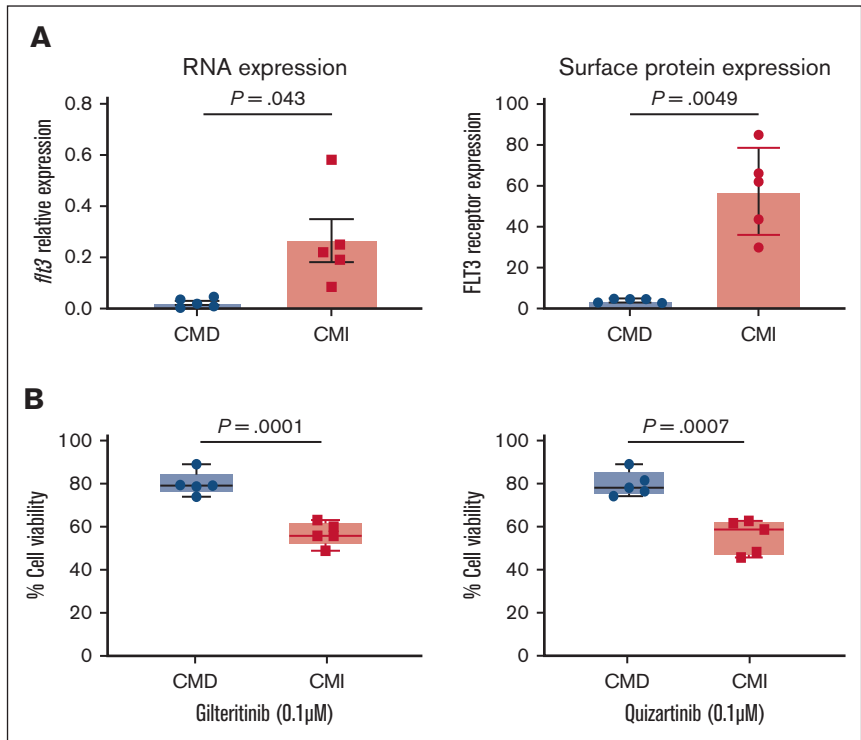 A
RNA expression
P = .043
flt3 relative expression
0.8
0.6
0.4
0.2
0.0
CMD
CMI
Surface protein expression
P = .0049
FLT3 receptor expression
100
80
60
40
20
0
CMD
CMI
B
P = .0001
% Cell viability
100
80
60
40
20
0
CMD
CMI
Gilteritinib (0.1µM)
P = .0007
% Cell viability
100
80
60
40
20
0
CMD
CMI
Quizartinib (0.1µM)